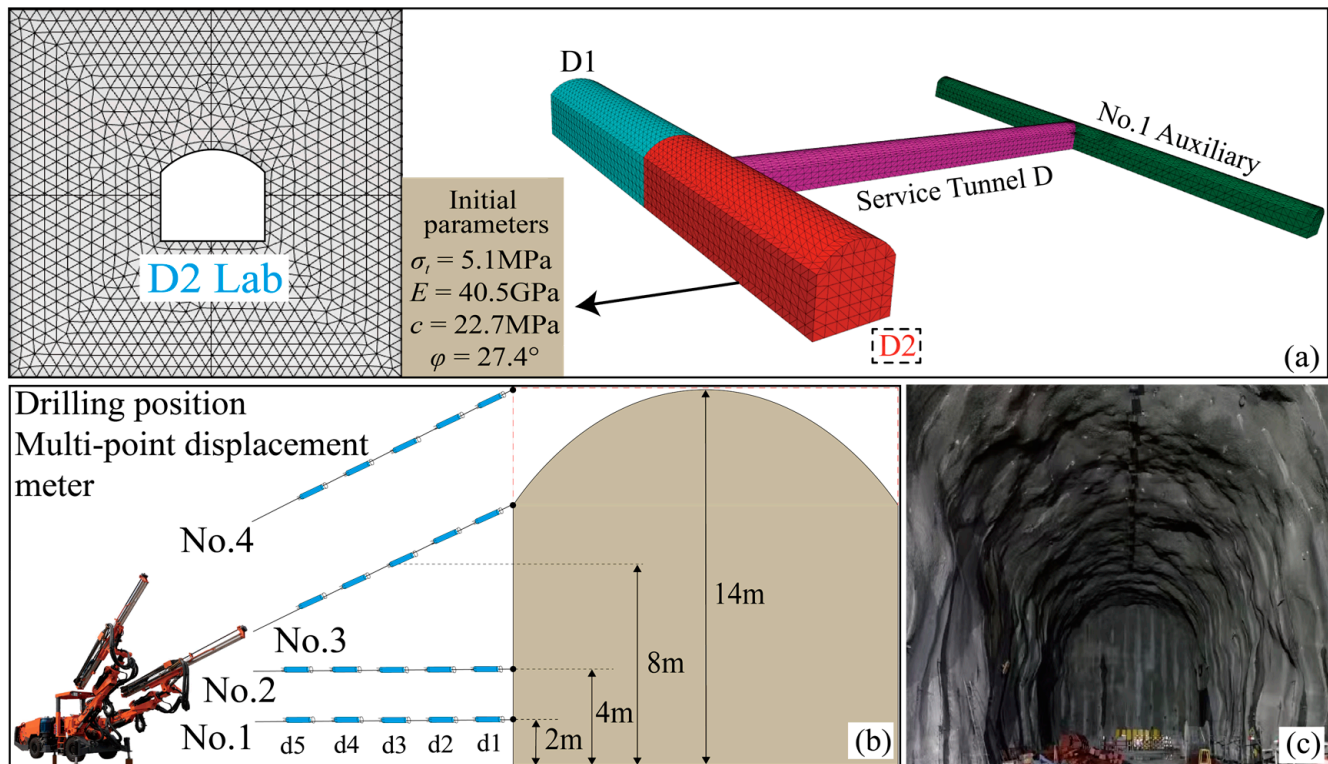 D2 Lab
Initial
parameters
σt = 5.1MPa
E = 40.5GPa
c = 22.7MPa
φ = 27.4°
D1
No.1 Auxiliary
Service Tunnel D
D2
(a)
Drilling position
Multi-point displacement
meter
No.4
No.3
No.2
No.1
d5 d4 d3 d2 d1
2m
4m
8m
14m
(b)
(c)